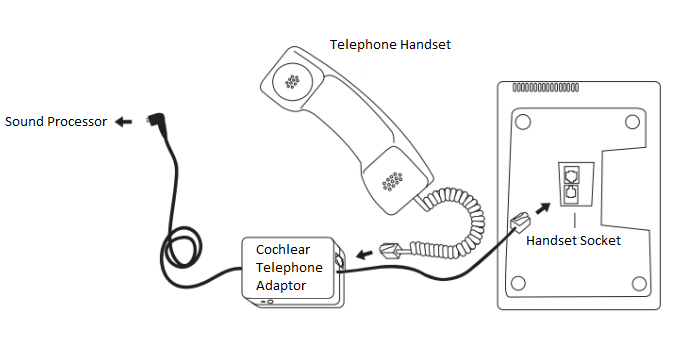 Telephone Handset
Sound Processor
Handset Socket
Cochlear
Telephone
Adaptor